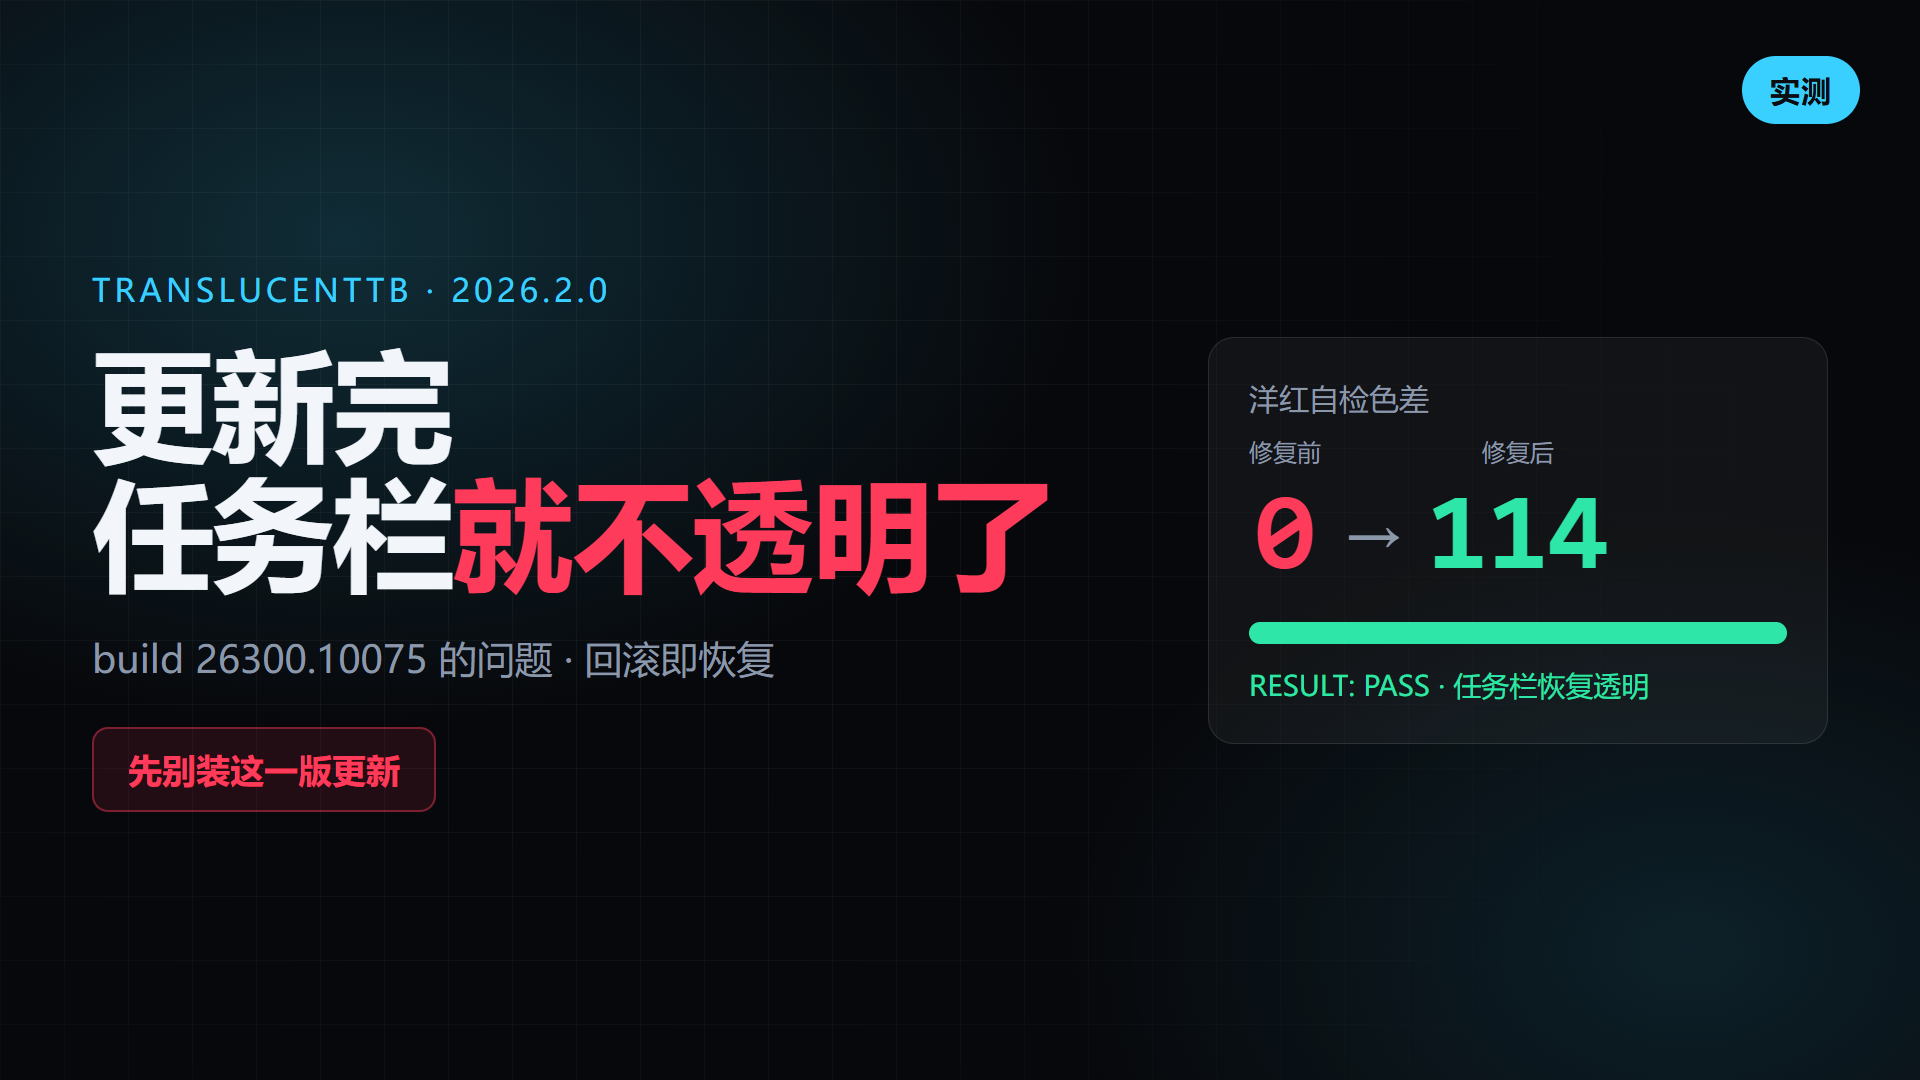 实测
TRANSLUCENTTB · 2026.2.0
更新完
任务栏就不透明了
build 26300.10075 的问题 · 回滚即恢复
先别装这一版更新
洋红自检色差
修复前 修复后
0 → 114
RESULT: PASS · 任务栏恢复透明